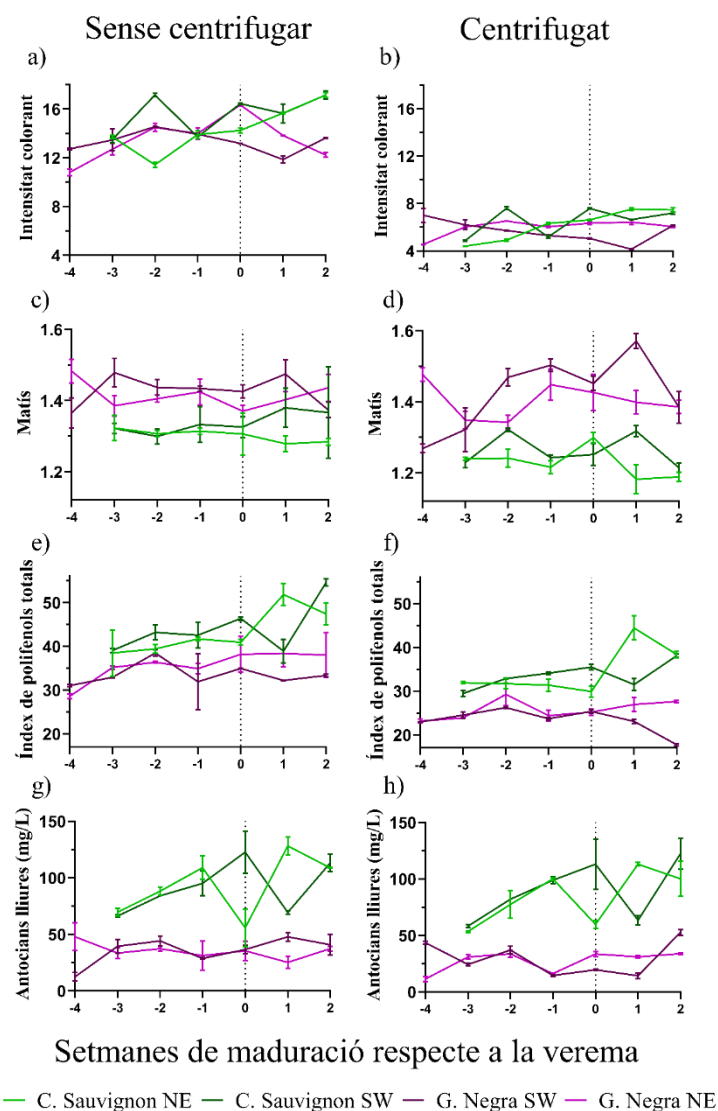 Sense centrifugar
Centrifugat
a)
b)
Intensitat colorant
16
12
8
4
-4 -3 -2 -1 0 1 2
Intensitat colorant
16
12
8
4
-4 -3 -2 -1 0 1 2
c)
d)
Matís
1.6
1.4
1.2
-4 -3 -2 -1 0 1 2
Matís
1.6
1.4
1.2
-4 -3 -2 -1 0 1 2
e)
f)
Índex de polifenols totals
50
40
30
20
-4 -3 -2 -1 0 1 2
Índex de polifenols totals
50
40
30
20
-4 -3 -2 -1 0 1 2
g)
h)
Antocians lliures (mg/L)
150
100
50
0
-4 -3 -2 -1 0 1 2
Antocians lliures (mg/L)
150
100
50
0
-4 -3 -2 -1 0 1 2
Setmanes de maduració respecte a la verema
C. Sauvignon NE C. Sauvignon SW G. Negra SW G. Negra NE